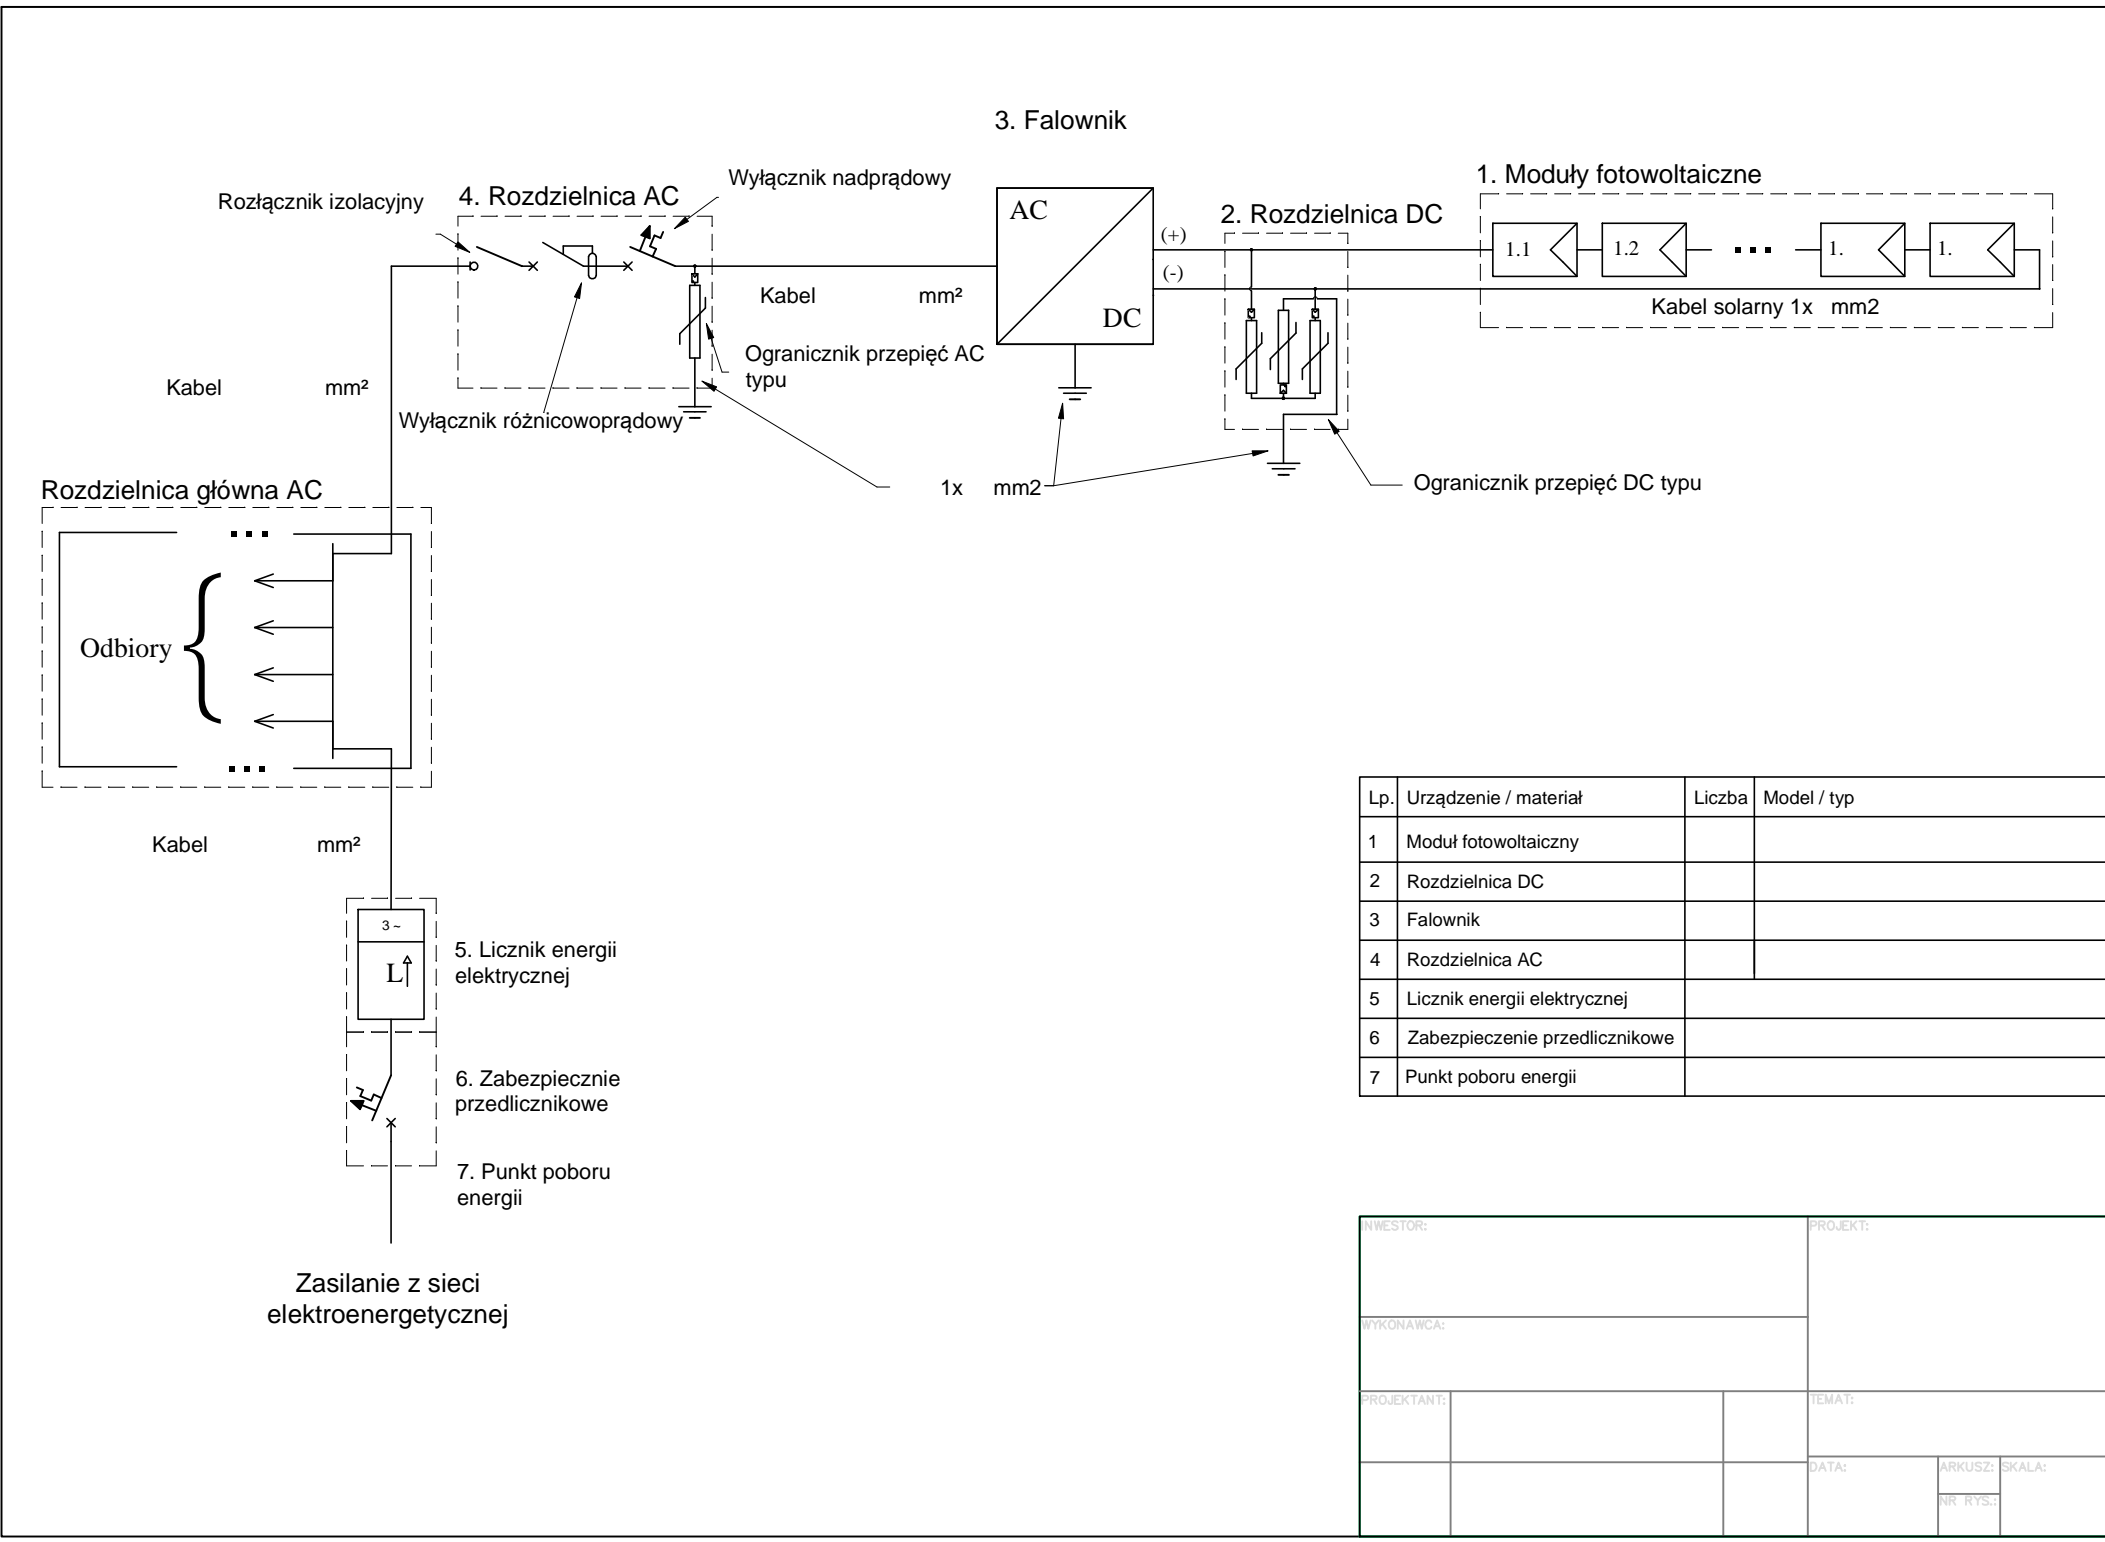 3. Falownik
1. Moduły fotowoltaiczne
Wyłącznik nadprądowy
4. Rozdzielnica AC
Rozłącznik izolacyjny
2. Rozdzielnica DC
AC
DC
(+)
(-)
1.1
1.2
1.
1.
Kabel solarny 1x mm2
Kabel mm²
Ogranicznik przepięć AC
typu
Kabel mm²
Wyłącznik różnicowoprądowy
1x mm2
Ogranicznik przepięć DC typu
Rozdzielnica główna AC
Odbiory
Kabel mm²
3 ~
L
5. Licznik energii
elektrycznej
6. Zabezpiecznie
przedlicznikowe
7. Punkt poboru
energii
Zasilanie z sieci
elektroenergetycznej
Lp. Urządzenie / materiał Liczba Model / typ
1 Moduł fotowoltaiczny
2 Rozdzielnica DC
3 Falownik
4 Rozdzielnica AC
5 Licznik energii elektrycznej
6 Zabezpieczenie przedlicznikowe
7 Punkt poboru energii
INWESTOR: PROJEKT:
WYKONAWCA:
PROJEKTANT: TEMAT:
DATA: ARKUSZ: SKALA:
NR RYS.: